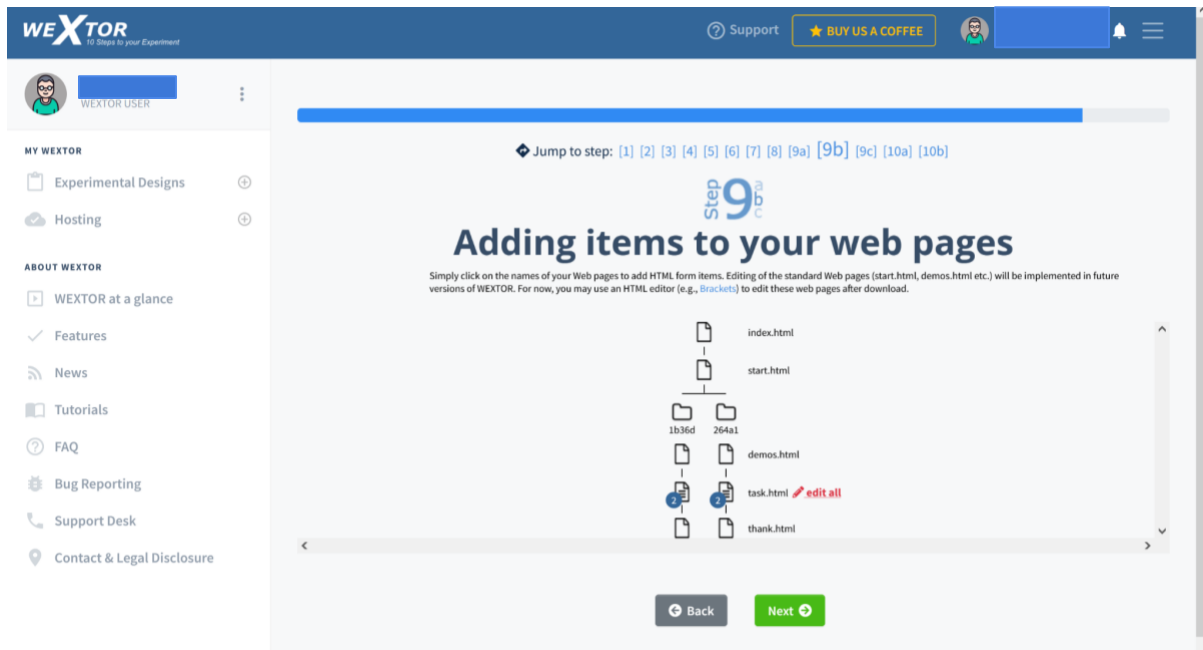 WEXTOR
10 Steps to your Experiment
Support
BUY US A COFFEE
WEXTOR USER
MY WEXTOR
Experimental Designs
Hosting
ABOUT WEXTOR
WEXTOR at a glance
Features
News
Tutorials
FAQ
Bug Reporting
Support Desk
Contact & Legal Disclosure
Jump to step: [1] [2] [3] [4] [5] [6] [7] [8] [9a] [9b] [9c] [10a] [10b]
Step 9 a b c
Adding items to your web pages
Simply click on the names of your Web pages to add HTML form items. Editing of the standard Web pages (start.html, demos.html etc.) will be implemented in future
versions of WEXTOR. For now, you may use an HTML editor (e.g., Brackets) to edit these web pages after download.
index.html
start.html
1b36d 264a1
demos.html
2 2 task.html edit all
thank.html
Back Next